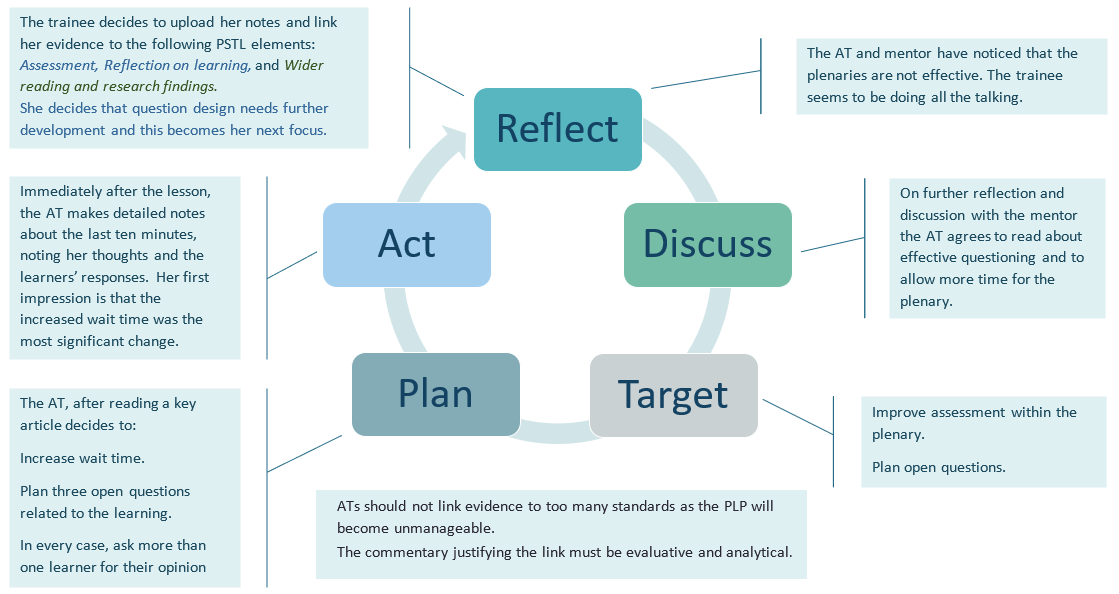 The trainee decides to upload her notes and link
her evidence to the following PSTL elements:
Assessment, Reflection on learning, and Wider
reading and research findings.
She decides that question design needs further
development and this becomes her next focus.
Reflect
The AT and mentor have noticed that the
plenaries are not effective. The trainee
seems to be doing all the talking.
Immediately after the lesson,
the AT makes detailed notes
about the last ten minutes,
noting her thoughts and the
learners’ responses. Her first
impression is that the
increased wait time was the
most significant change.
Act
Discuss
On further reflection and
discussion with the mentor
the AT agrees to read about
effective questioning and to
allow more time for the
plenary.
The AT, after reading a key
article decides to:
Increase wait time.
Plan three open questions
related to the learning.
In every case, ask more than
one learner for their opinion
Plan
Target
Improve assessment within the
plenary.
Plan open questions.
ATs should not link evidence to too many standards as the PLP will
become unmanageable.
The commentary justifying the link must be evaluative and analytical.